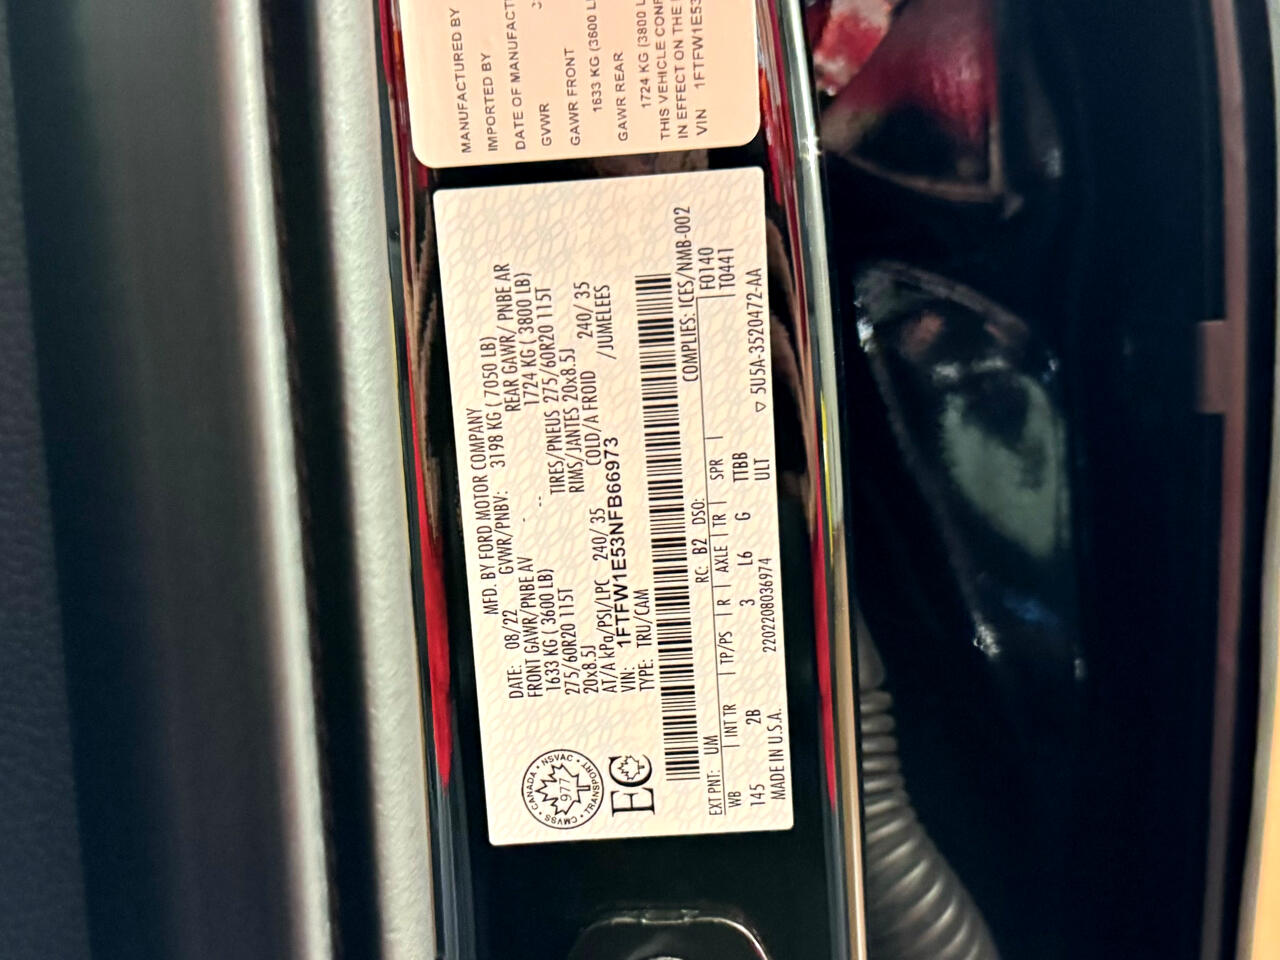 MANUFACTURED BY
IMPORTED BY
DATE OF MANUFACT
GVWR
GAWR FRONT
1633 KG (3600 L
GAWR REAR
1724 KG (3800 L
THIS VEHICLE CONF
IN EFFECT ON THE
VIN 1FTFW1E53
MFD. BY FORD MOTOR COMPANY
DATE: 08/22 GVWR/PNBV: 3198 KG ( 7050 LB)
FRONT GAWR/PNBE AV REAR GAWR/ PNBE AR
1633 KG ( 3600 LB) - -- 1724 KG ( 3800 LB)
275/60R20 115T TIRES/PNEUS 275/60R20 115T
20x8.5J RIMS/JANTES 20x8.5J
AT/A kPa/PSI/LPC 240/ 35 COLD/A FROID 240/ 35
VIN: 1FTFW1E53NFB66973 /JUMELEES
TYPE: TRU/CAM
CANADA • NSVAC • TRANSPORT • CMVSS •
977
EC
COMPLIES: ICES/NMB-002
EXT PNT: UM RC: B2 DSO: F0140
WB | INT TR | TP/PS | R | AXLE | TR | SPR | T0441
145 2B 3 L6 G TTBB
ULT
MADE IN U.S.A. 2202208036974 ▽ 5U5A-3520472-AA